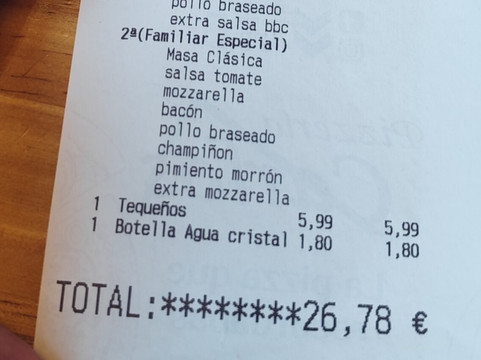 pollo braseado
extra salsa bbc
2ª(Familiar Especial)
Masa Clásica
salsa tomate
mozzarella
bacón
pollo braseado
champiñon
pimiento morrón
extra mozzarella
1 Tequeños 5,99 5,99
1 Botella Agua cristal 1,80 1,80
TOTAL:********26,78 €